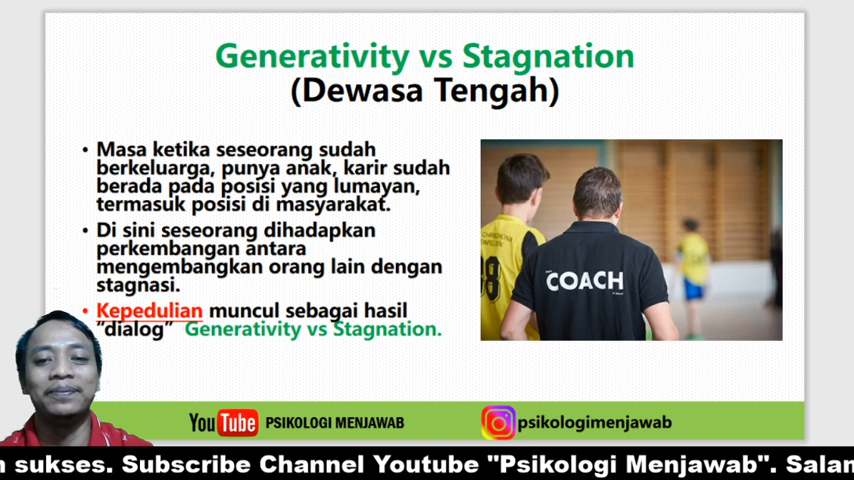 Generativity vs Stagnation
(Dewasa Tengah)
• Masa ketika seseorang sudah
berkeluarga, punya anak, karir sudah
berada pada posisi yang lumayan,
termasuk posisi di masyarakat.
• Di sini seseorang dihadapkan
perkembangan antara
mengembangkan orang lain dengan
stagnasi.
• Kepedulian muncul sebagai hasil
"dialog" Generativity vs Stagnation.
COACH
YouTube PSIKOLOGI MENJAWAB
psikologimenjawab
sukses. Subscribe Channel Youtube "Psikologi Menjawab".